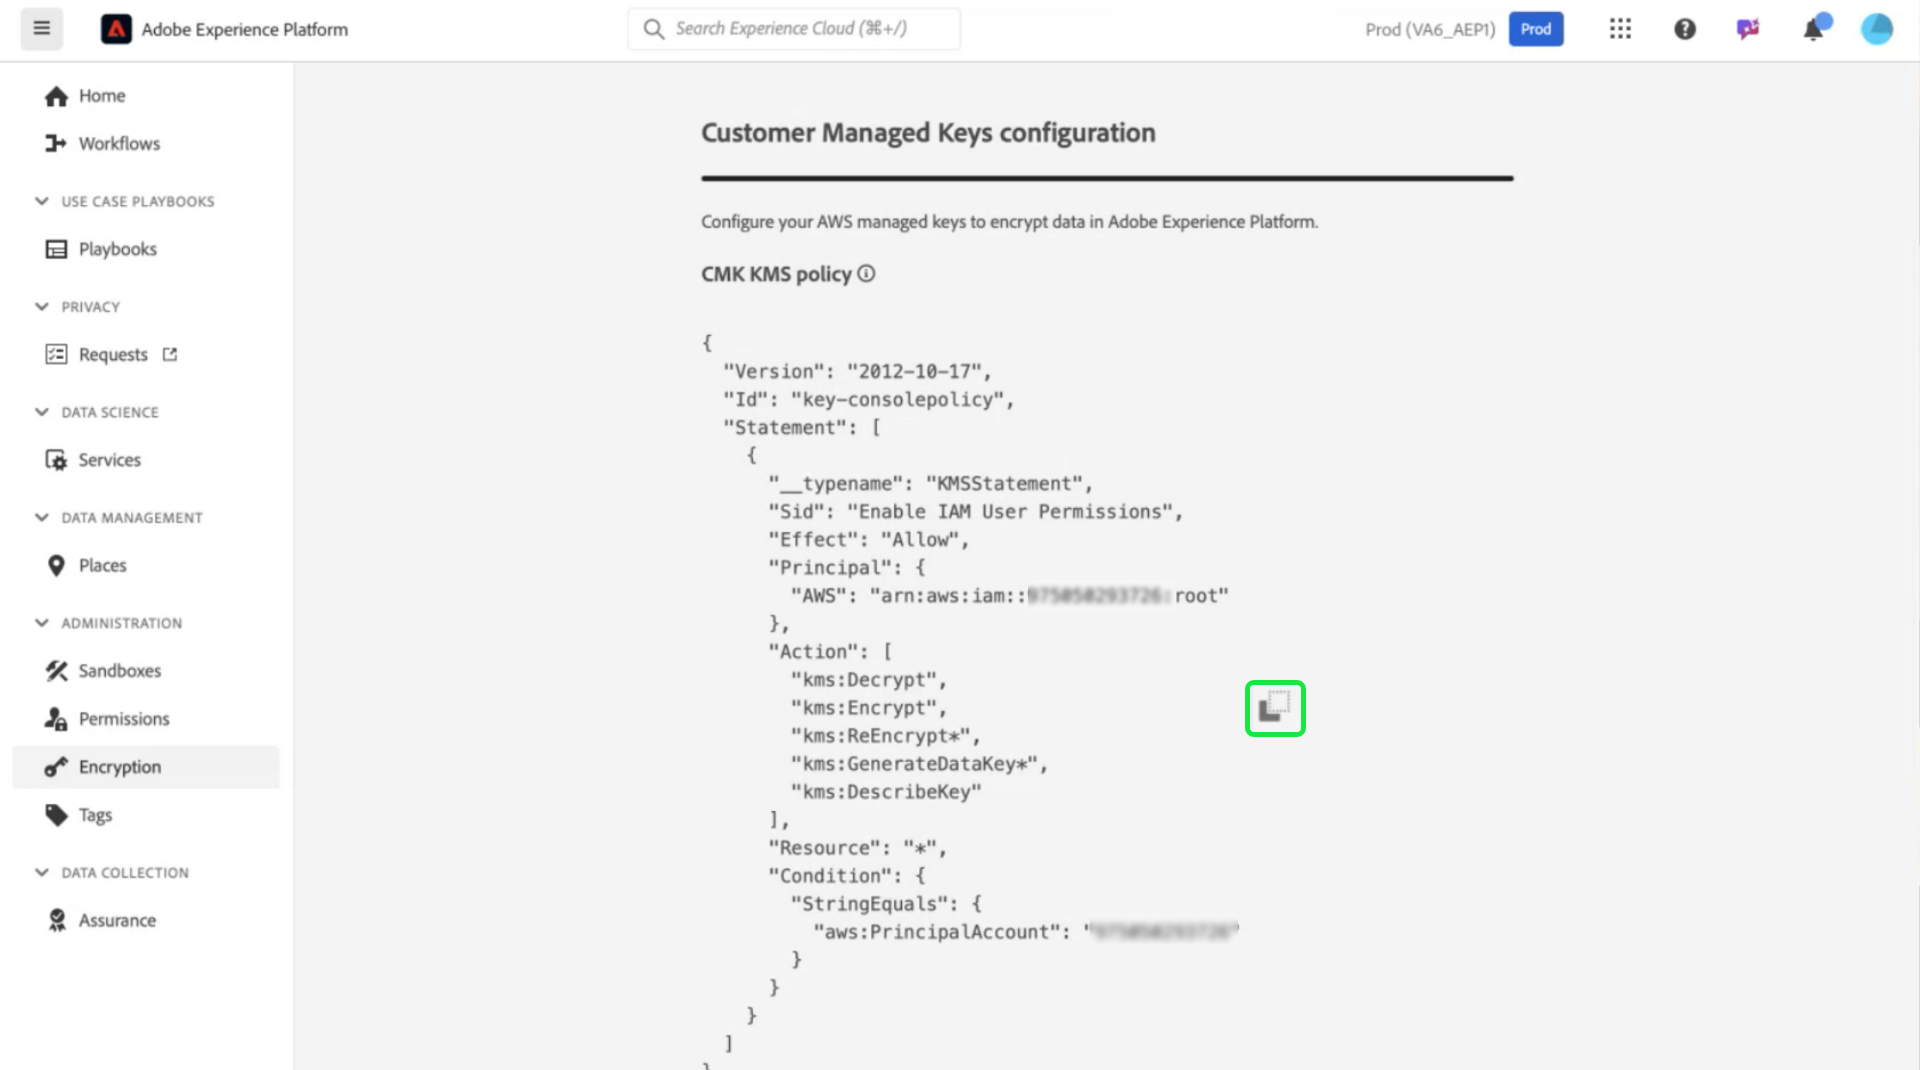 Adobe Experience Platform
Search Experience Cloud (⌘+/)
Prod (VA6_AEP1)
Prod
Home
Workflows
USE CASE PLAYBOOKS
Playbooks
PRIVACY
Requests
DATA SCIENCE
Services
DATA MANAGEMENT
Places
ADMINISTRATION
Sandboxes
Permissions
Encryption
Tags
DATA COLLECTION
Assurance
Customer Managed Keys configuration
Configure your AWS managed keys to encrypt data in Adobe Experience Platform.
CMK KMS policy
{
"Version": "2012-10-17",
"Id": "key-consolepolicy",
"Statement": [
{
"__typename": "KMSStatement",
"Sid": "Enable IAM User Permissions",
"Effect": "Allow",
"Principal": {
"AWS": "arn:aws:iam:: root"
},
"Action": [
"kms:Decrypt",
"kms:Encrypt",
"kms:ReEncrypt*",
"kms:GenerateDataKey*",
"kms:DescribeKey"
],
"Resource": "*",
"Condition": {
"StringEquals": {
"aws:PrincipalAccount": "
}
}
}
]